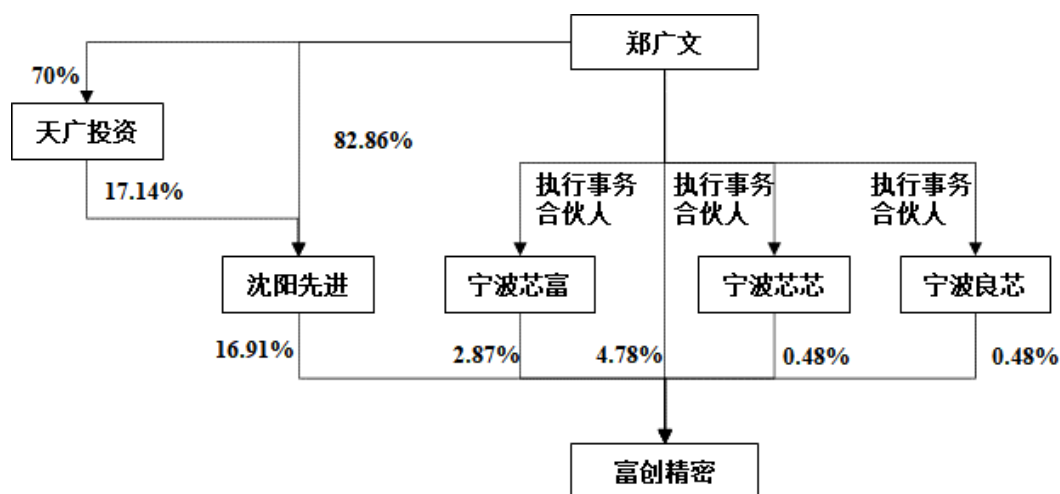 郑广文
70%
天广投资
82.86%
17.14%
执行事务
合伙人
执行事务
合伙人
执行事务
合伙人
沈阳先进
宁波芯富
宁波芯芯
宁波良芯
16.91%
2.87%
4.78%
0.48%
0.48%
富创精密